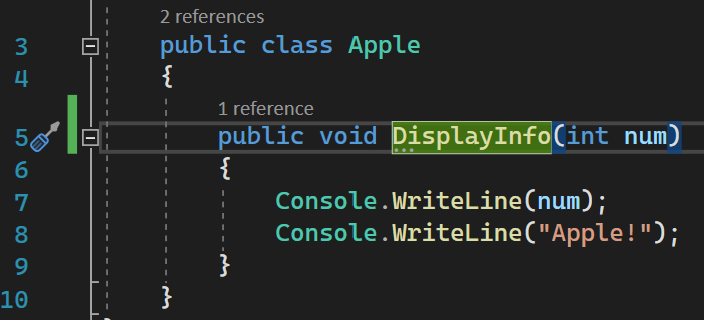 2 references
3 public class Apple
4 {
1 reference
5 public void DisplayInfo(int num)
6 {
7 Console.WriteLine(num);
8 Console.WriteLine("Apple!");
9 }
10 }